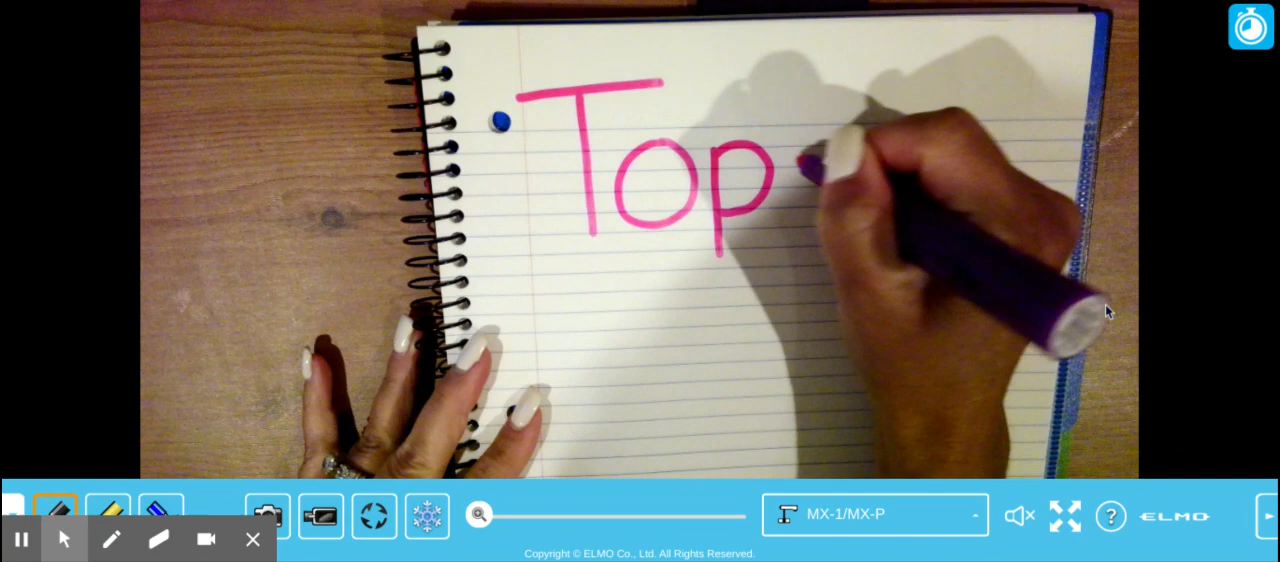 Top
MX-1/MX-P
?
ELMO
Copyright © ELMO Co., Ltd. All Rights Reserved.